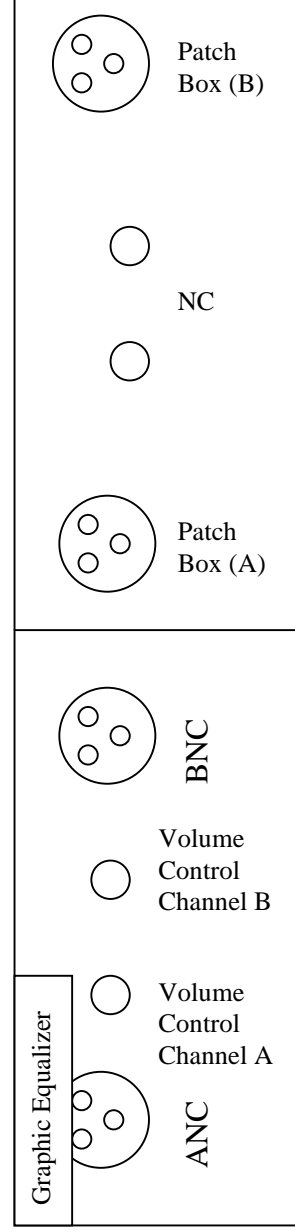 Patch
Box (B)
NC
Patch
Box (A)
BNC
Volume
Control
Channel B
Volume
Control
Channel A
ANC
Graphic Equalizer